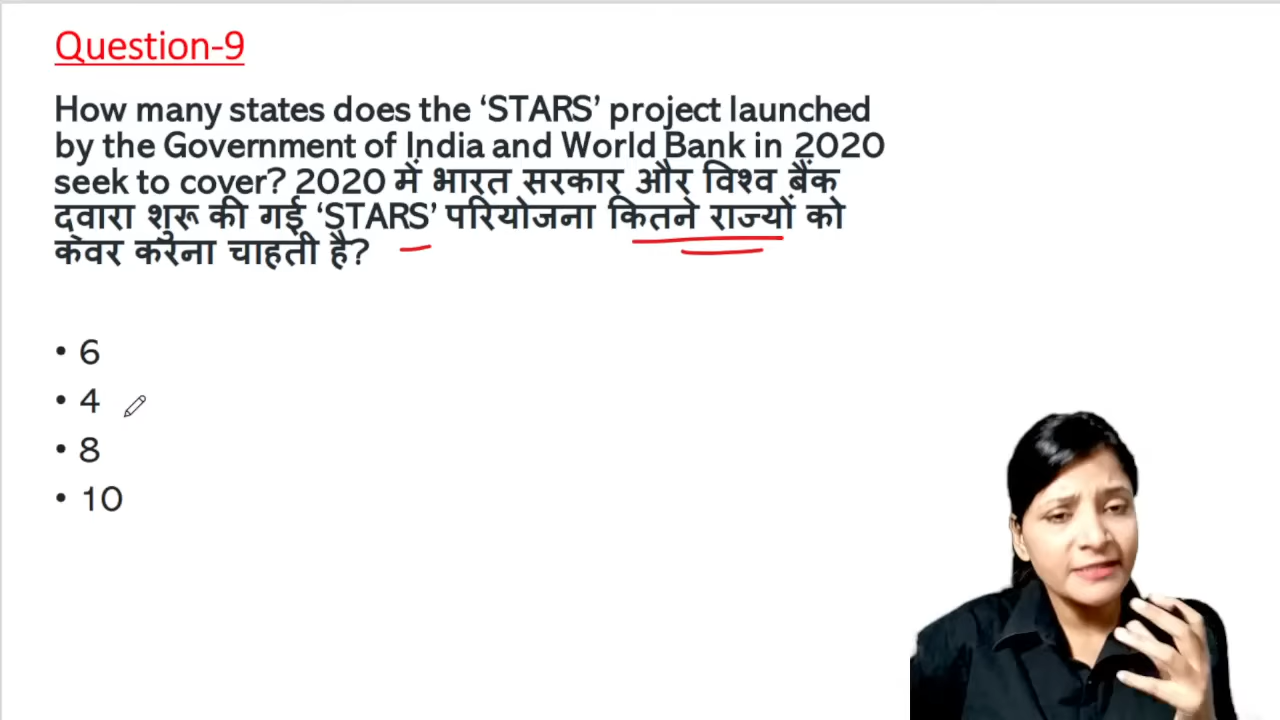 Question-9
How many states does the ‘STARS’ project launched
by the Government of India and World Bank in 2020
seek to cover? 2020 में भारत सरकार और विश्व बैंक
दवारा शुरू की गई ‘STARS’ परियोजना कितने राज्यों को
कवर करना चाहती है?
• 6
• 4
• 8
• 10